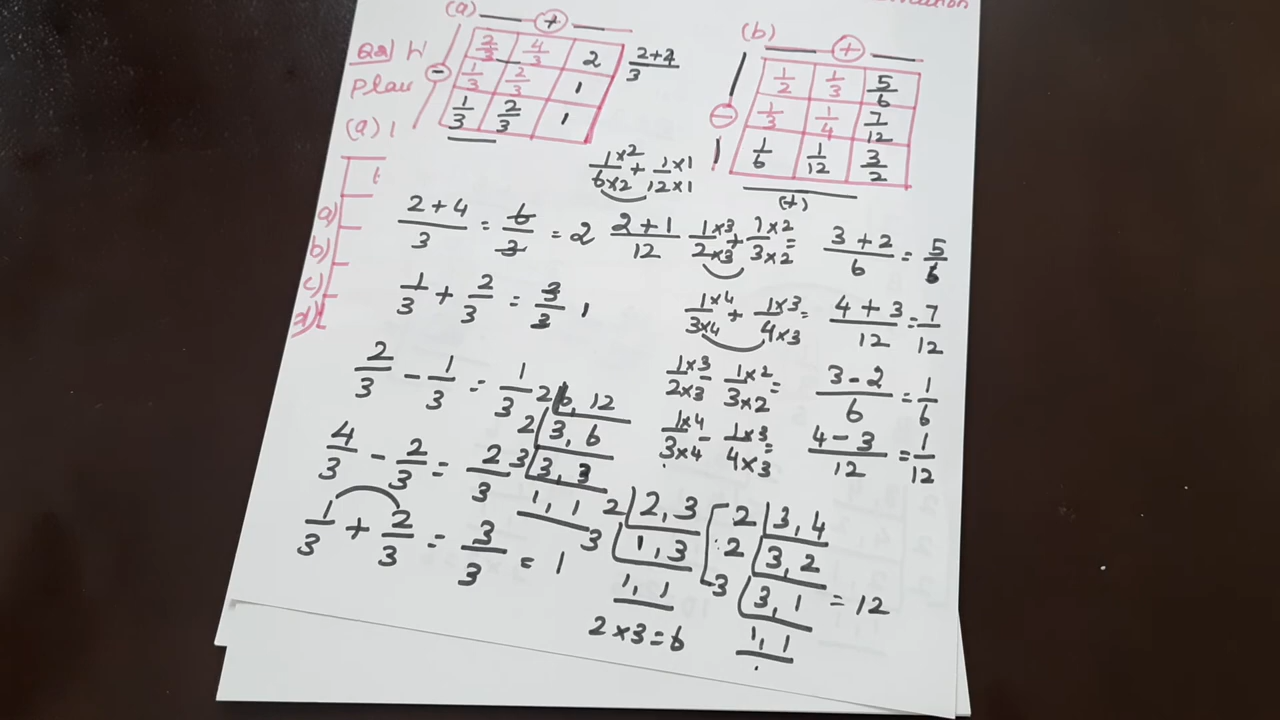 (a) + (b) +
2/3 4/3 2 (2+4)/3
- 1/3 2/3 1
1/3 2/3 1
- 1/2 1/3 5/6
1/3 1/4 7/12
1/6 1/12 3/2
(+)
(a)
a)
b)
c)
d)
1×2/6×2 + 1×1/12×1
2+4/3 = 6/3 = 2
2+1/12
1×3/2×3 + 1×2/3×2 = 3+2/6 = 5/6
1/3 + 2/3 = 3/3 1
1×4/3×4 + 1×3/4×3 = 4+3/12 = 7/12
2/3 - 1/3 = 1/3
1×3/2×3 - 1×2/3×2 = 3-2/6 = 1/6
4/3 - 2/3 = 2/3
1×4/3×4 - 1×3/4×3 = 4-3/12 = 1/12
1/3 + 2/3 = 3/3 = 1
2 6, 12
2 3, 6
3 3, 3
1, 1
2 2, 3
3 1, 3
1, 1
2×3=6
2 3, 4
2 3, 2
3 3, 1 = 12
1, 1